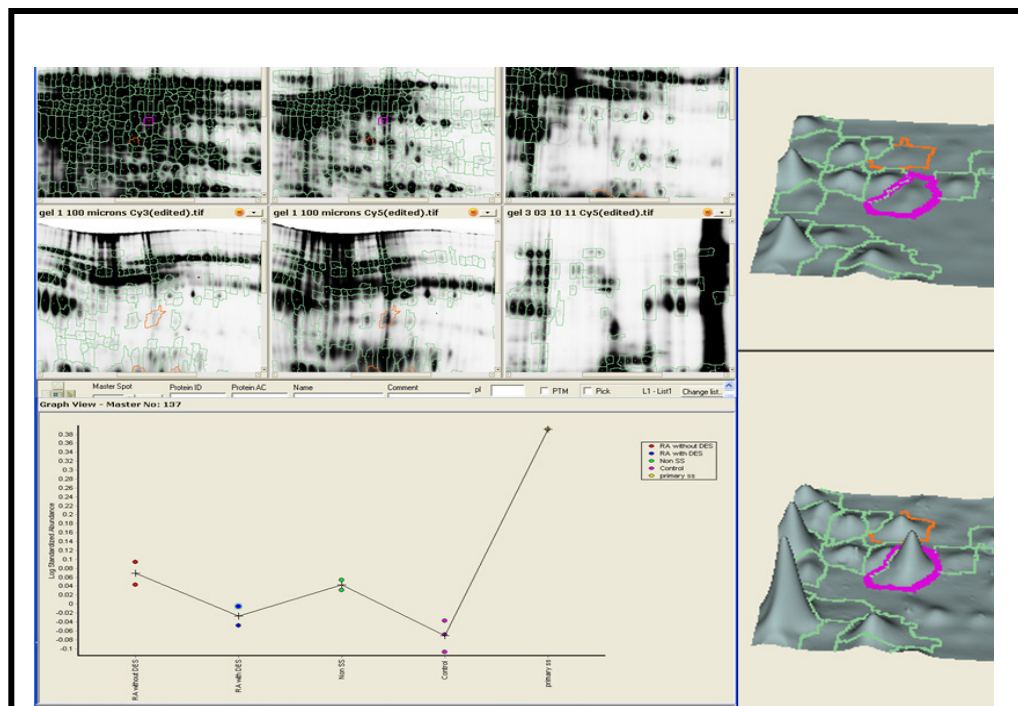 gel 1 100 microns Cy3(edited).tif
gel 1 100 microns Cy5(edited).tif
gel 3 03 10 11 Cy5(edited).tif
Master Spot
Protein ID
Protein AC
Name
Comment
pI
PTM
Pick
L1 - List1
Change list..
Graph View - Master No: 137
Log Standardized Abundance
0.38
0.36
0.34
0.32
0.3
0.28
0.26
0.24
0.22
0.2
0.18
0.16
0.14
0.12
0.1
0.08
0.06
0.04
0.02
0
-0.02
-0.04
-0.06
-0.08
-0.1
RA without DES
RA with DES
Non SS
Control
primary ss
RA without DES
RA with DES
Non SS
Control
primary ss